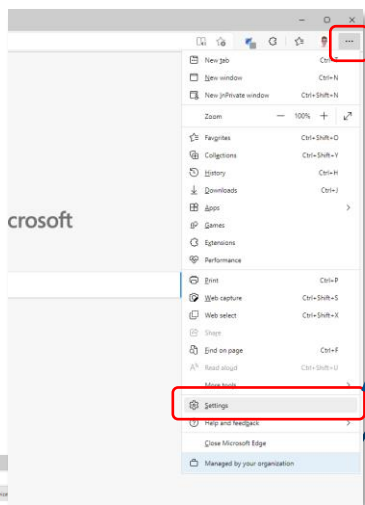 New tab Ctrl+T
New window Ctrl+N
New InPrivate window Ctrl+Shift+N
Zoom — 100% +
Favorites Ctrl+Shift+O
Collections Ctrl+Shift+Y
History Ctrl+H
Downloads Ctrl+J
Apps >
Games
Extensions
crosoft
Performance
Print Ctrl+P
Web capture Ctrl+Shift+S
Web select Ctrl+Shift+X
Share
Find on page Ctrl+F
Read aloud Ctrl+Shift+U
More tools >
Settings
Help and feedback >
Close Microsoft Edge
Managed by your organization